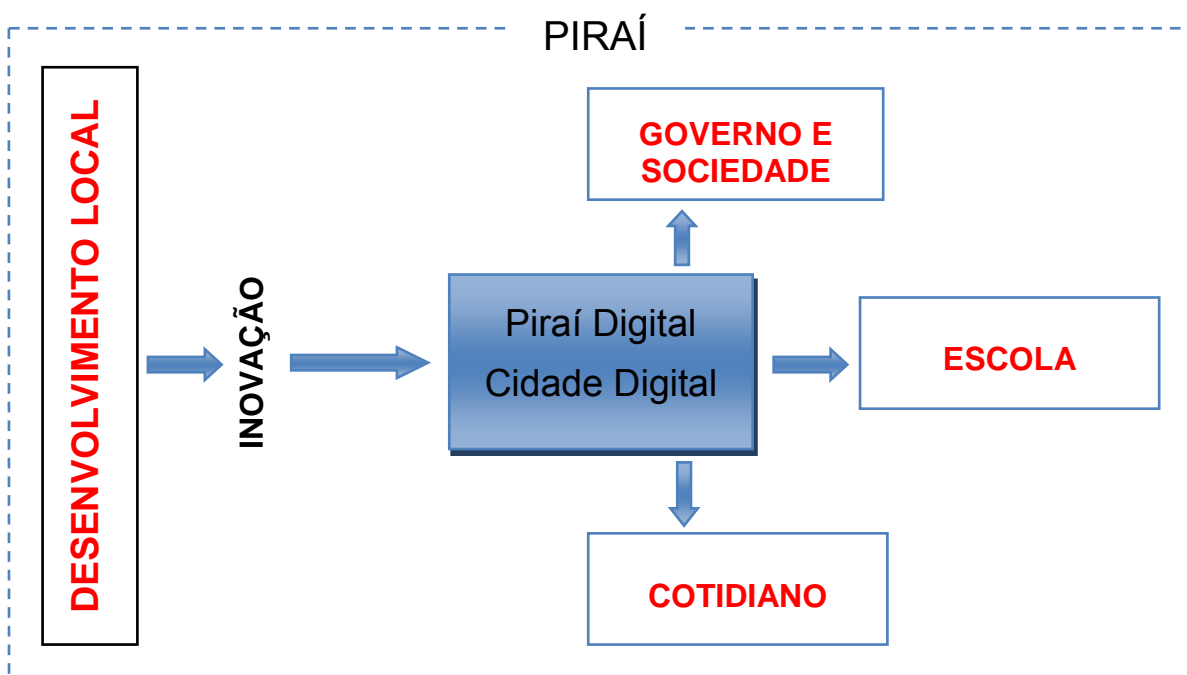 PIRAÍ
DESENVOLVIMENTO LOCAL
INOVAÇÃO
Piraí Digital
Cidade Digital
GOVERNO E
SOCIEDADE
ESCOLA
COTIDIANO